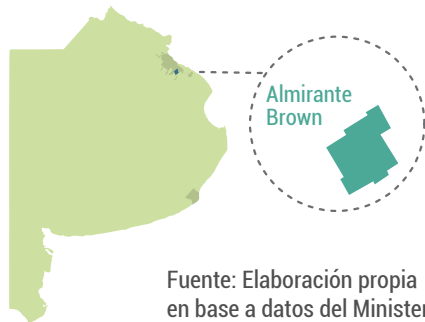 Almirante
Brown
Fuente: Elaboración propia
en base a datos del Minister